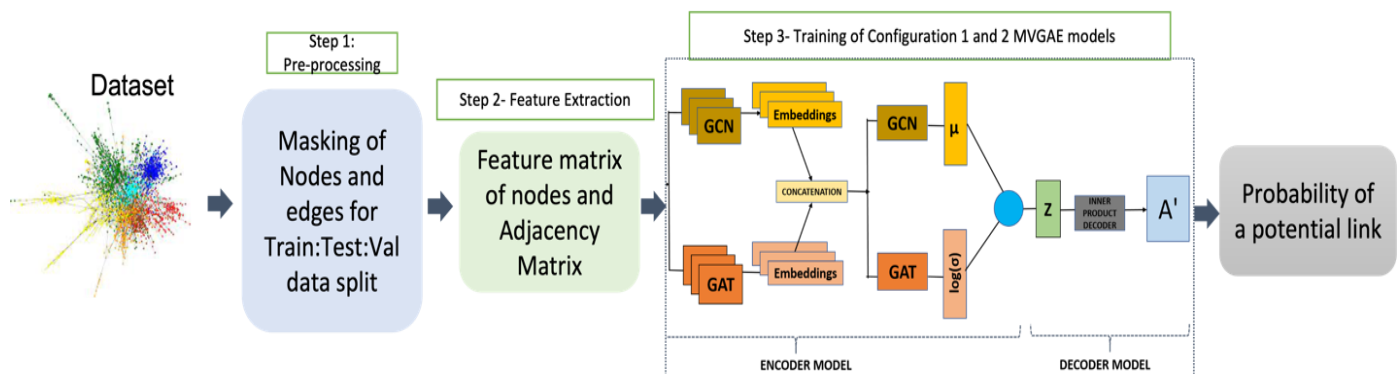 Dataset
Step 1:
Pre-processing
Masking of
Nodes and
edges for
Train:Test:Val
data split
Step 2- Feature Extraction
Feature matrix
of nodes and
Adjacency
Matrix
Step 3- Training of Configuration 1 and 2 MVGAE models
GCN
Embeddings
CONCATENATION
GAT
Embeddings
GCN
μ
GAT
log(σ)
Z
INNER
PRODUCT
DECODER
A'
ENCODER MODEL
DECODER MODEL
Probability of
a potential link